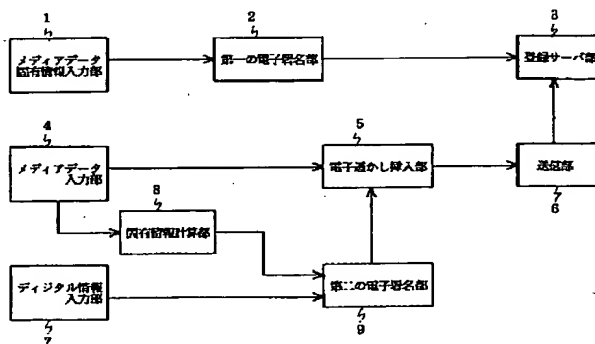 1
2
3
メディアデータ
固有情報入力部
第一の電子署名部
登録サーバ部
4
5
メディアデータ
入力部
電子透かし挿入部
送信部
6
8
固有情報計算部
ディジタル情報
入力部
第二の電子署名部
7
9